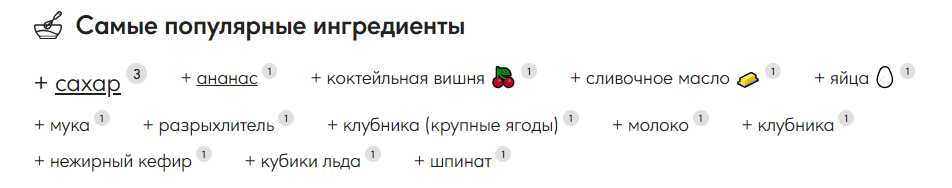 Самые популярные ингредиенты
+ сахар 3 + ананас 1 + коктейльная вишня 1 + сливочное масло 1 + яйца 1
+ мука 1 + разрыхлитель 1 + клубника (крупные ягоды) 1 + молоко 1 + клубника 1
+ нежирный кефир 1 + кубики льда 1 + шпинат 1